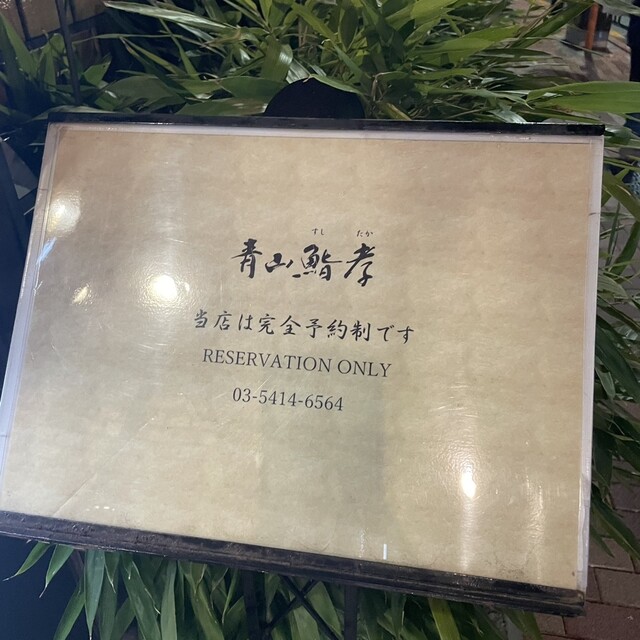 すし たか
青山 鮨 孝
当店は完全予約制です
RESERVATION ONLY
03-5414-6564